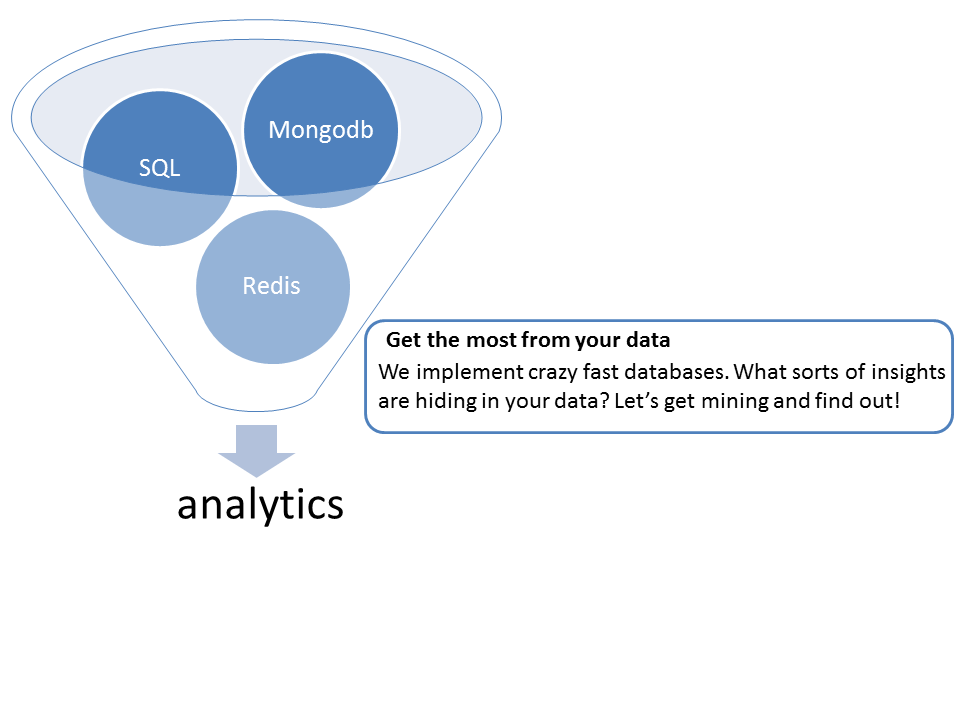 Mongodb
SQL
Redis
Get the most from your data
We implement crazy fast databases. What sorts of insights
are hiding in your data? Let’s get mining and find out!
analytics